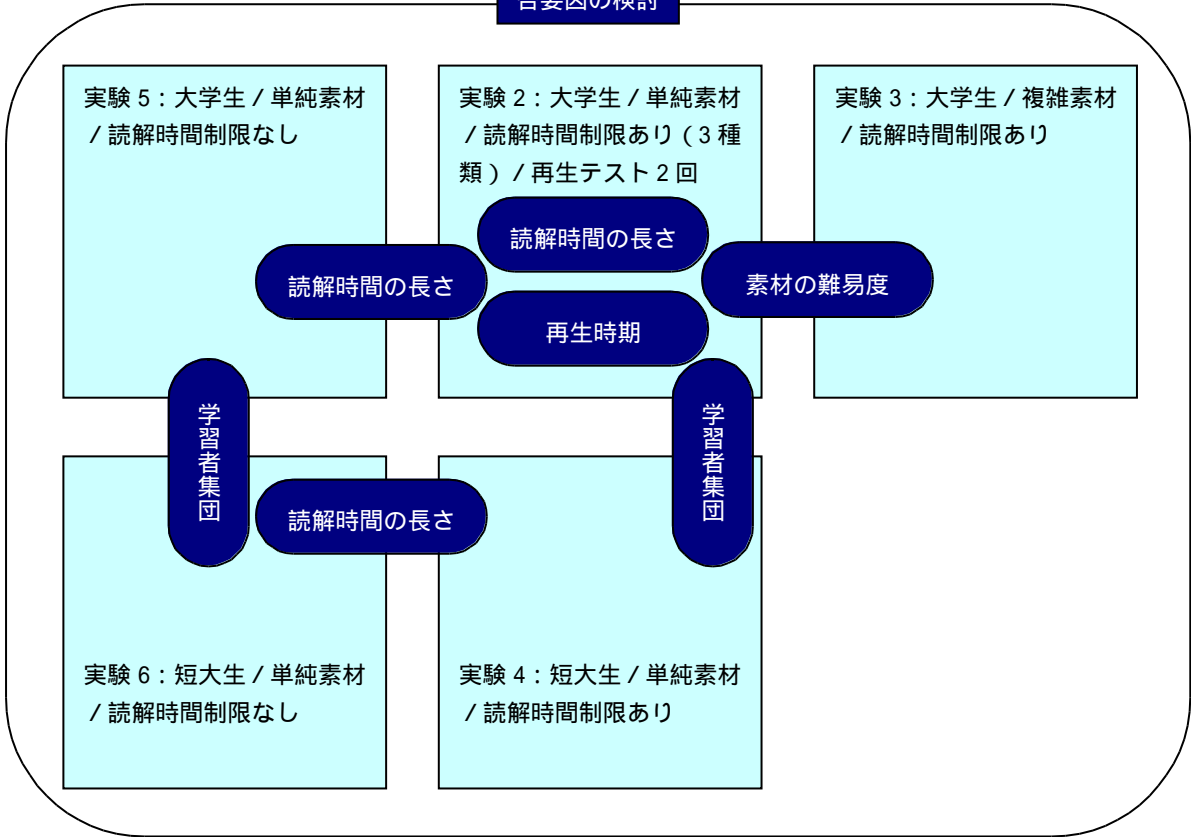 各要因の検討
実験 5：大学生 / 単純素材
/ 読解時間制限なし
実験 2：大学生 / 単純素材
/ 読解時間制限あり（3 種
類）/ 再生テスト 2 回
実験 3：大学生 / 複雑素材
/ 読解時間制限あり
読解時間の長さ
読解時間の長さ
再生時期
素材の難易度
学習者集団
学習者集団
読解時間の長さ
実験 6：短大生 / 単純素材
/ 読解時間制限なし
実験 4：短大生 / 単純素材
/ 読解時間制限あり